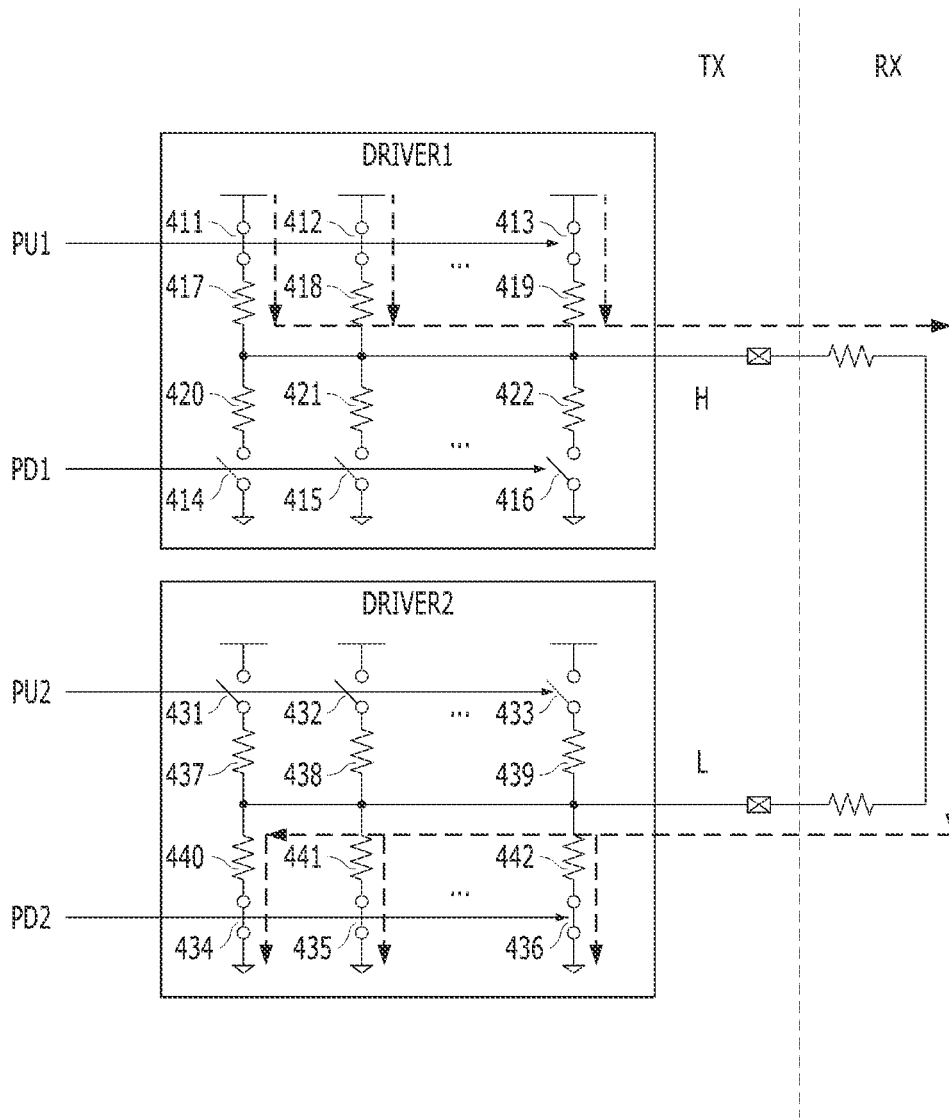 TX RX
DRIVER1
411 412 413
PU1
...
417 418 419
420 421 422
H
...
PD1
414 415 416
DRIVER2
PU2
431 432 ... 433
437 438 439
L
440 441 442
...
PD2
434 435 436